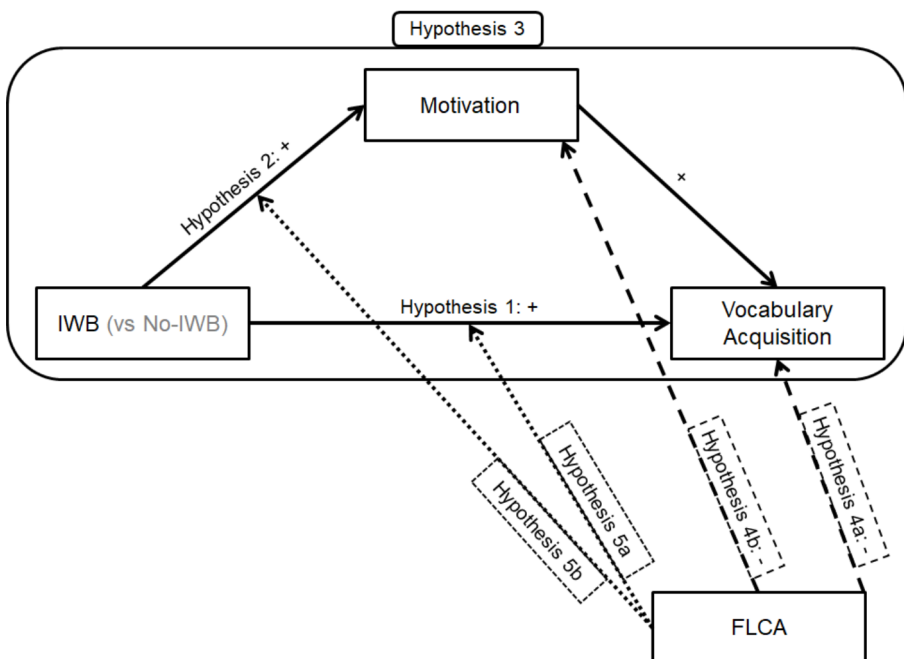 Hypothesis 3
Motivation
Hypothesis 2: +
+
IWB (vs No-IWB)
Hypothesis 1: +
Vocabulary
Acquisition
Hypothesis 5b
Hypothesis 5a
Hypothesis 4b: -
Hypothesis 4a: -
FLCA